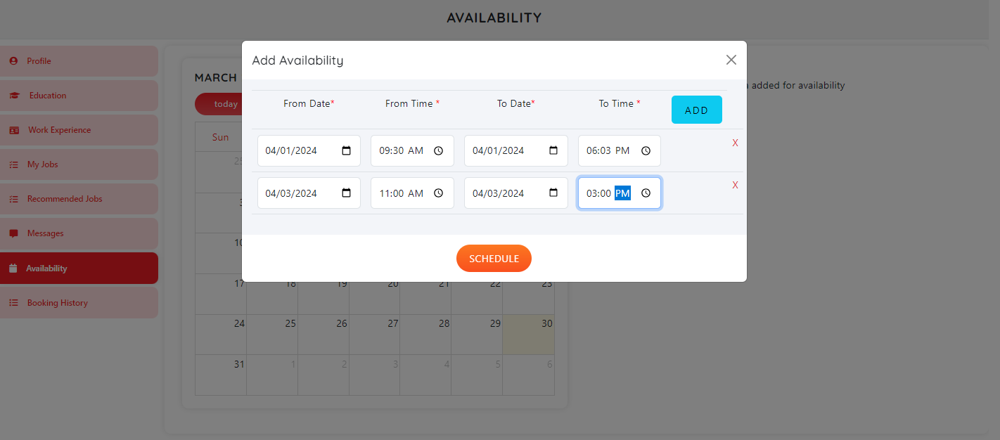 AVAILABILITY
Profile
Education
Work Experience
My Jobs
Recommended Jobs
Messages
Availability
Booking History
MARCH
today
Sun
Add Availability
added for availability
From Date*
From Time *
To Date*
To Time *
ADD
04/01/2024 09:30 AM 04/01/2024 06:03 PM X
04/03/2024 11:00 AM 04/03/2024 03:00 PM X
SCHEDULE
10
17 18 19 20 21 22 23
24 25 26 27 28 29 30
31 1 2 3 4 5 6